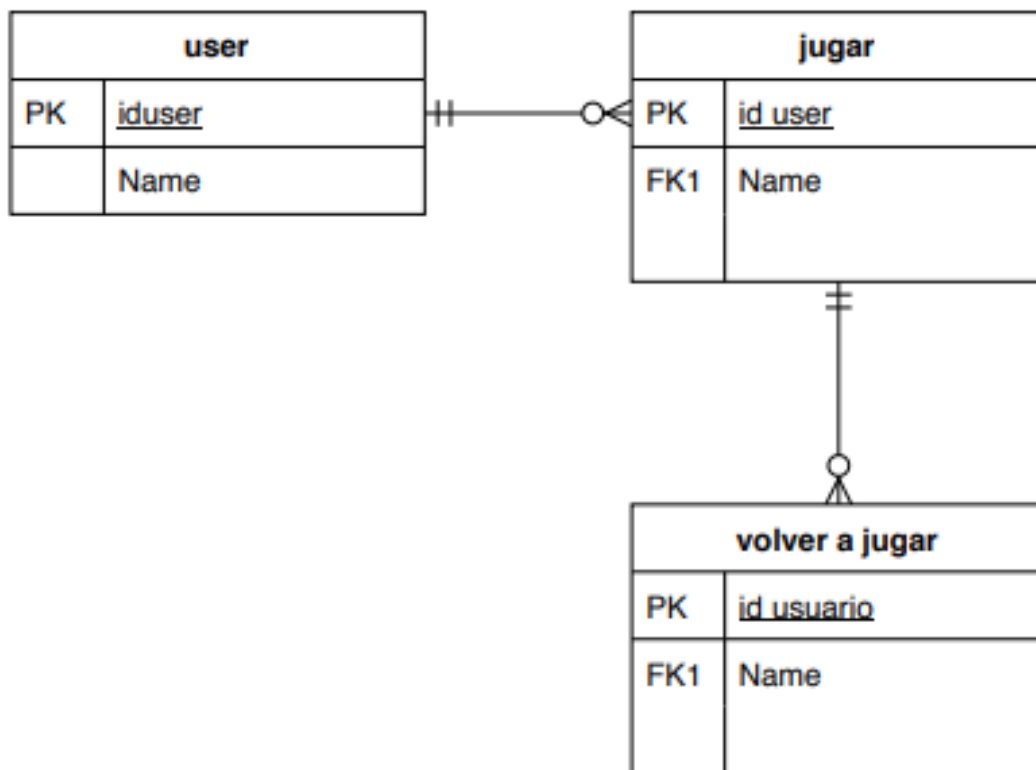 user
PK iduser
Name
jugar
PK id user
FK1 Name
volver a jugar
PK id usuario
FK1 Name